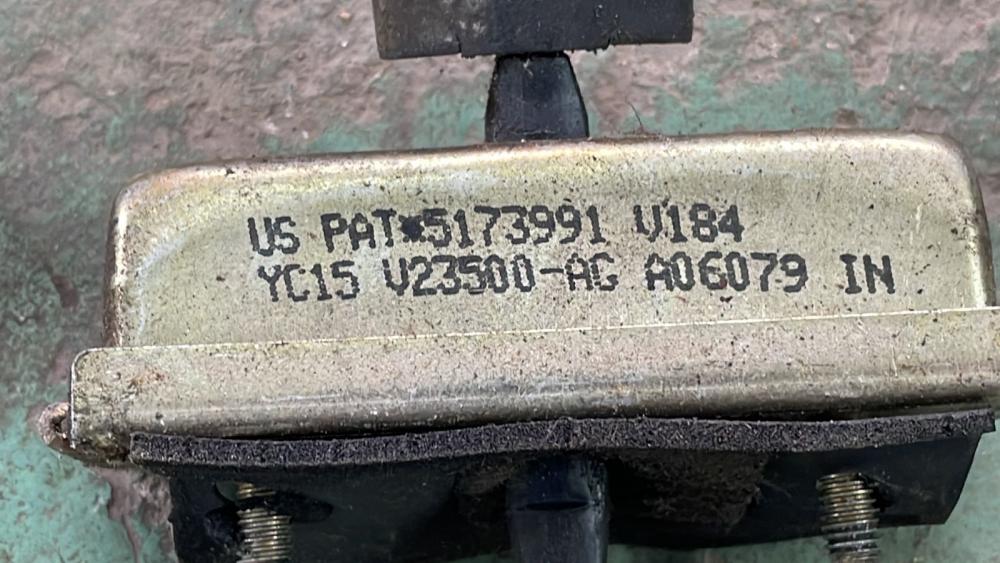 US PAT*5173991 V184
YC15 V23500-AG A06079 IN